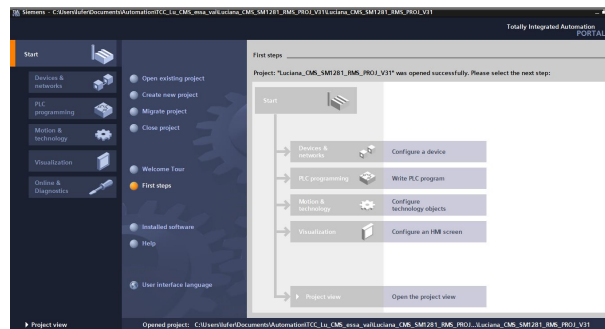 Siemens - C:\Users\lufer\Documents\Automation\TCC_Lu_CMS_essa_val\Luciana_CMS_SM1281_RMS_PROJ_V31\Luciana_CMS_SM1281_RMS_PROJ_V31
Totally Integrated Automation
PORTAL
Start
Devices &
networks
PLC
programming
Motion &
technology
Visualization
Online &
Diagnostics
Open existing project
Create new project
Migrate project
Close project
Welcome Tour
First steps
Installed software
Help
User interface language
First steps
Project: "Luciana_CMS_SM1281_RMS_PROJ_V31" was opened successfully. Please select the next step:
Start
Devices &
networks
Configure a device
PLC programming
Write PLC program
Motion &
technology
Configure
technology objects
Visualization
Configure an HMI screen
Project view
Open the project view
Project view
Opened project: C:\Users\lufer\Documents\Automation\TCC_Lu_CMS_essa_val\Luciana_CMS_SM1281_RMS_PROJ...\Luciana_CMS_SM1281_RMS_PROJ_V31